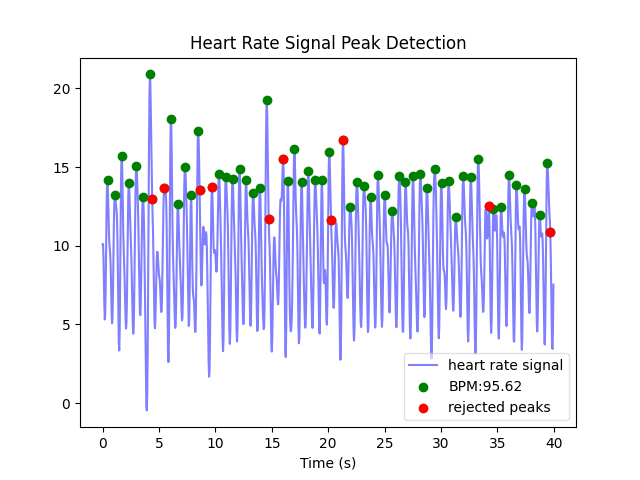 Heart Rate Signal Peak Detection
20
15
10
5
0
0 5 10 15 20 25 30 35 40
Time (s)
heart rate signal
BPM:95.62
rejected peaks